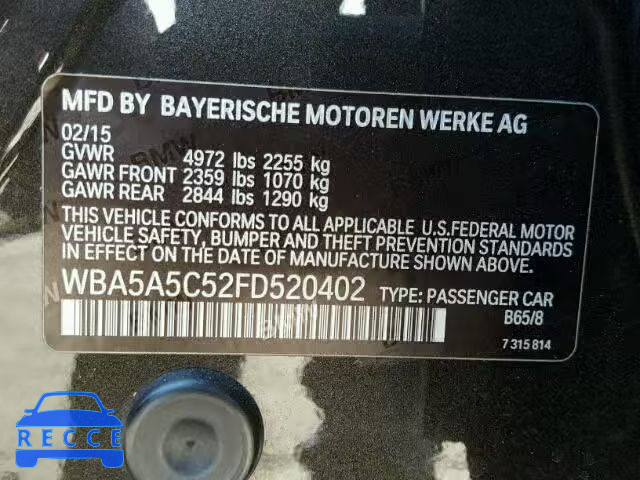 MFD BY BAYERISCHE MOTOREN WERKE AG
02/15
GVWR 4972 lbs 2255 kg
GAWR FRONT 2359 lbs 1070 kg
GAWR REAR 2844 lbs 1290 kg
THIS VEHICLE CONFORMS TO ALL APPLICABLE U.S.FEDERAL MOTOR
VEHICLE SAFETY, BUMPER AND THEFT PREVENTION STANDARDS
IN EFFECT ON THE DATE OF MANUFACTURE SHOWN ABOVE.
WBA5A5C52FD520402 TYPE: PASSENGER CAR
B65/8
7 315 814
RECCE